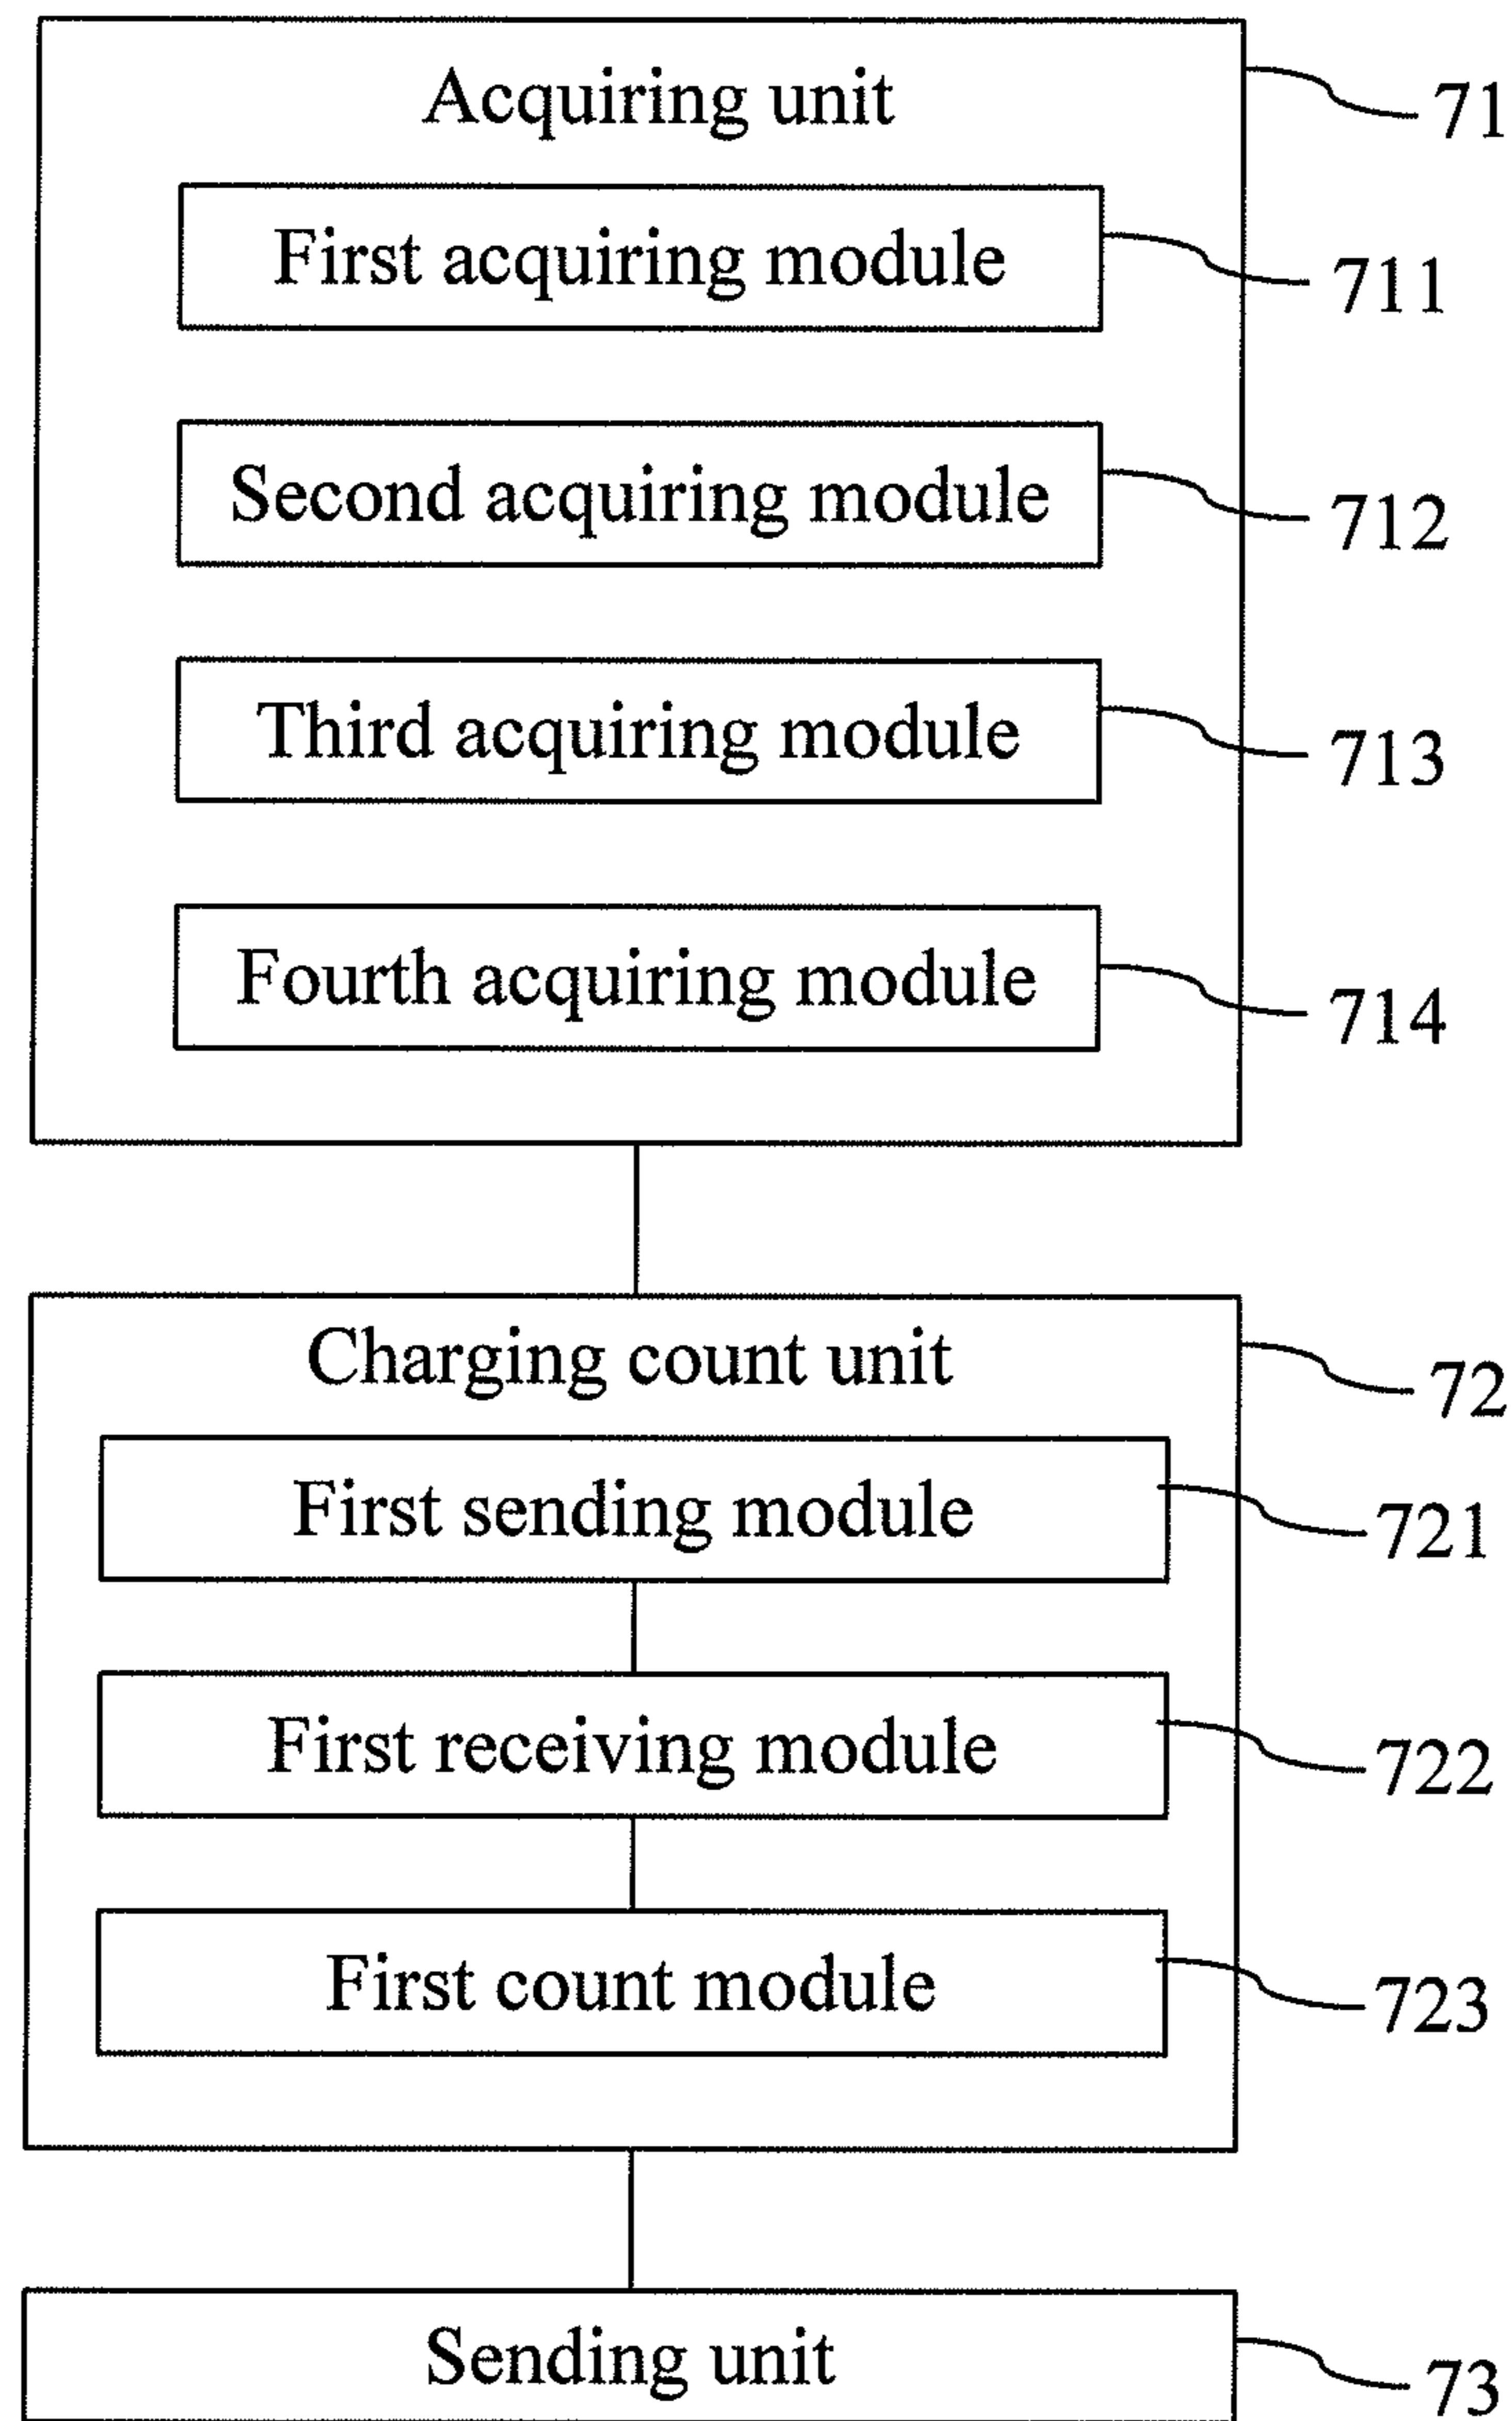 Acquiring unit
71
First acquiring module
711
Second acquiring module
712
Third acquiring module
713
Fourth acquiring module
714
Charging count unit
72
First sending module
721
First receiving module
722
First count module
723
Sending unit
73